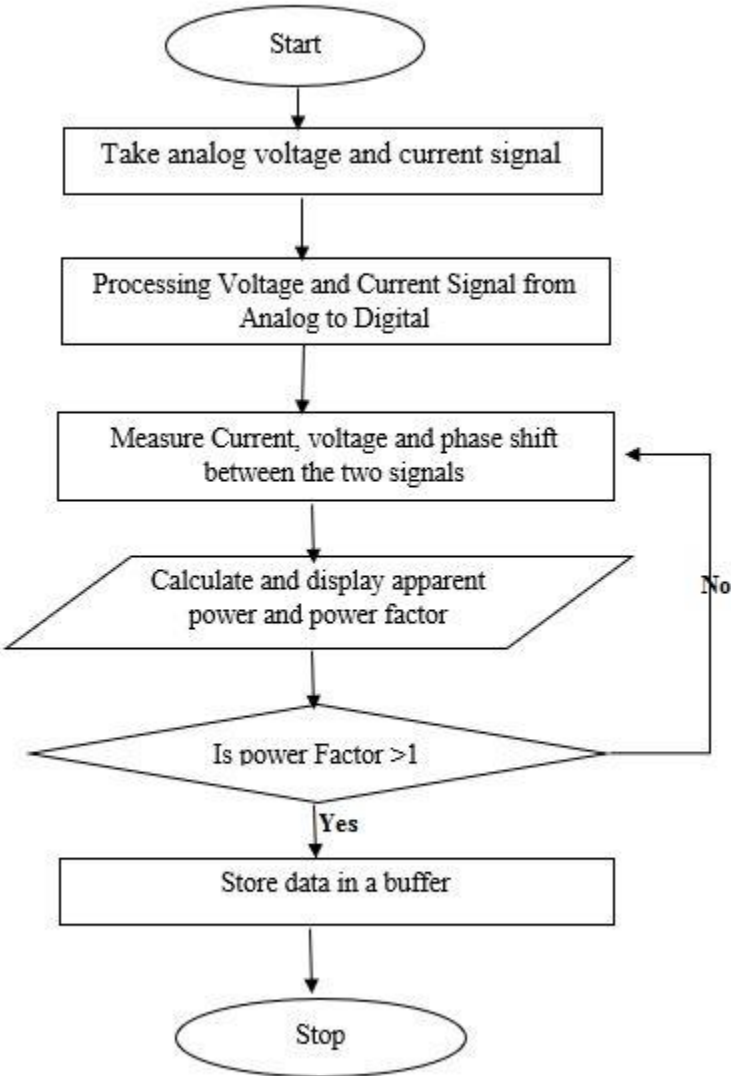 Start
Take analog voltage and current signal
Processing Voltage and Current Signal from
Analog to Digital
Measure Current, voltage and phase shift
between the two signals
Calculate and display apparent
power and power factor
No
Is power Factor >1
Yes
Store data in a buffer
Stop